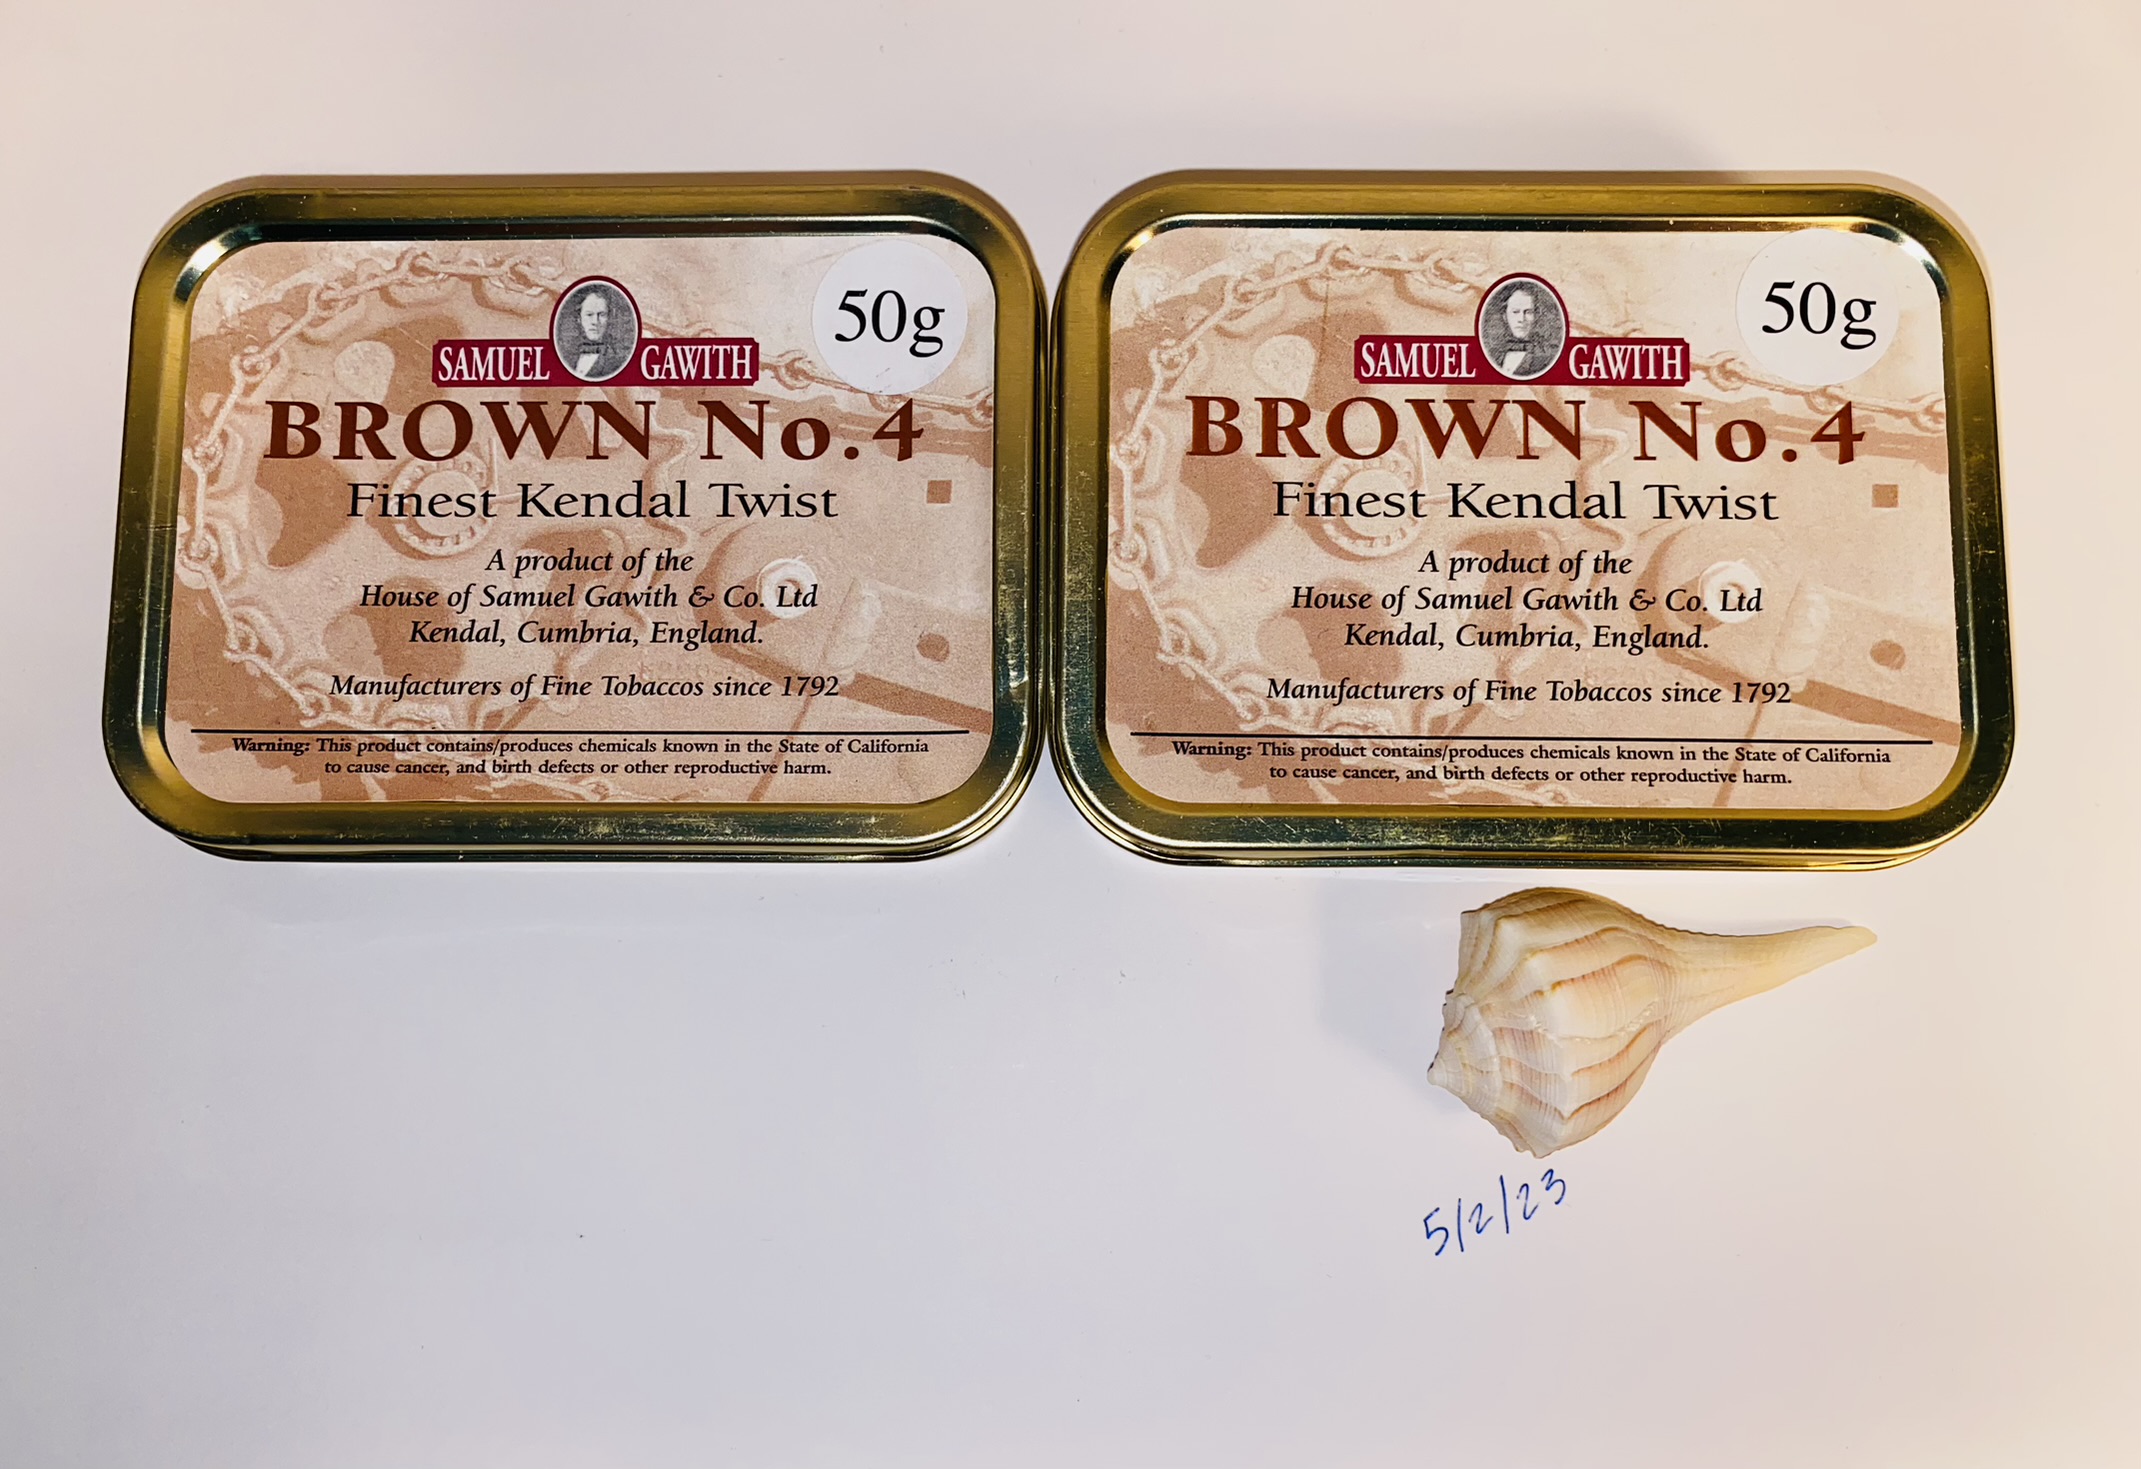 50g
SAMUEL GAWITH
BROWN No.4
Finest Kendal Twist
A product of the
House of Samuel Gawith & Co. Ltd
Kendal, Cumbria, England.
Manufacturers of Fine Tobaccos since 1792
Warning: This product contains/produces chemicals known in the State of California
to cause cancer, and birth defects or other reproductive harm.
50g
SAMUEL GAWITH
BROWN No.4
Finest Kendal Twist
A product of the
House of Samuel Gawith & Co. Ltd
Kendal, Cumbria, England.
Manufacturers of Fine Tobaccos since 1792
Warning: This product contains/produces chemicals known in the State of California
to cause cancer, and birth defects or other reproductive harm.
5/2/23